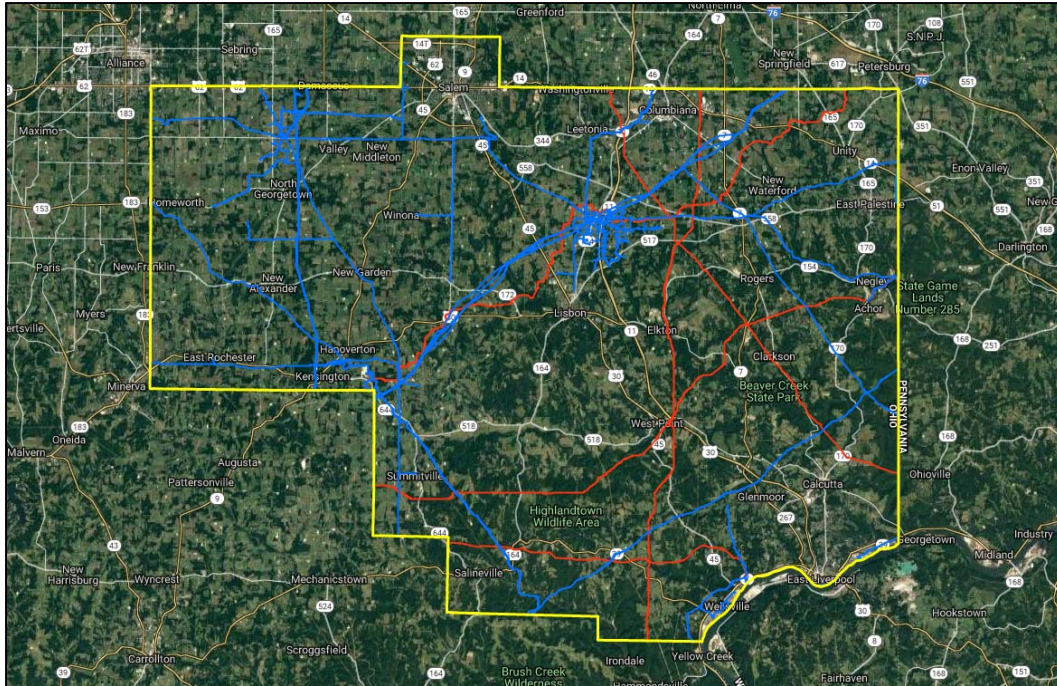 Greenford
North Lima
S.N.P.J.
Sebring
Alliance
New
Springfield
Petersburg
Damascus
Salem
Washingtonville
Columbiana
Leetonia
Maximo
Valley
New
Middleton
Unity
Enon Valley
North
Georgetown
New
Waterford
East Palestine
Homeworth
Winona
Darlington
Paris
New Franklin
New
Alexander
New Garden
Rogers
Negley
State Game
Lands
Number 285
Achor
Myers
Lisbon
Elkton
Hanoverton
East Rochester
Kensington
Clarkson
Minerva
Beaver Creek
State Park
PENNSYLVANIA
OHIO
West Point
Oneida
Malvern
Augusta
Pattersonville
Summitville
Calcutta
Ohioville
Glenmoor
Highlandtown
Wildlife Area
Georgetown
Industry
Midland
New
Harrisburg
Wyncrest
Mechanicstown
Salineville
East Liverpool
Wellsville
Hookstown
Scroggsfield
Carrollton
Irondale
Yellow Creek
Hammondsville
Brush Creek
Wilderness
Fairhaven